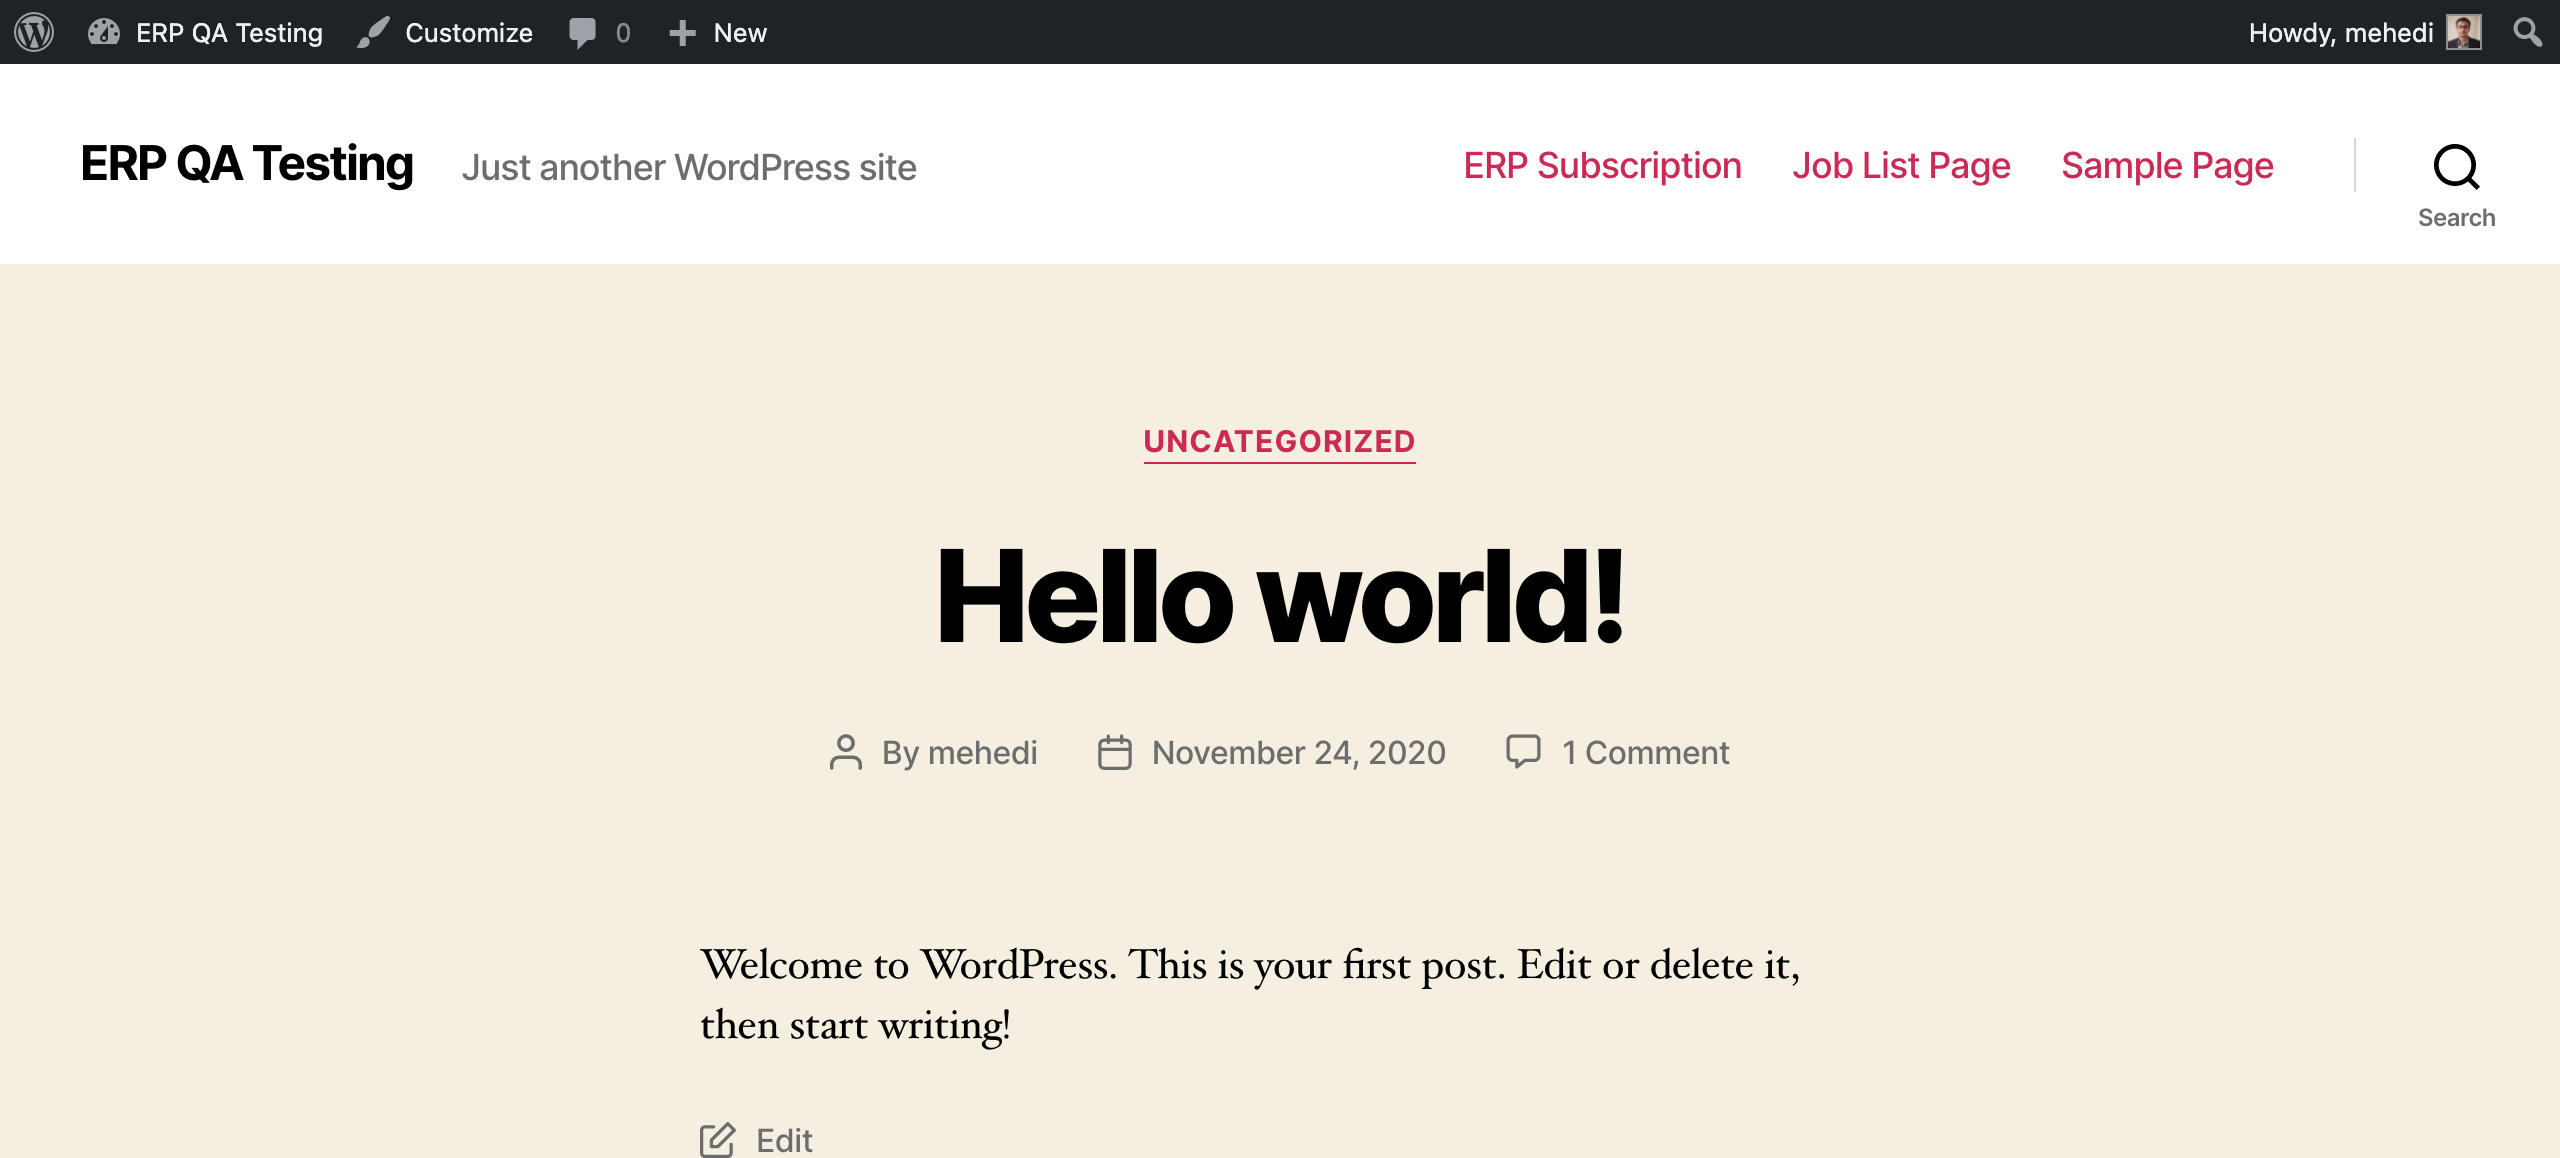 ERP QA Testing Customize 0 New Howdy, mehedi
ERP QA Testing Just another WordPress site ERP Subscription Job List Page Sample Page
Search
UNCATEGORIZED
Hello world!
By mehedi November 24, 2020 1 Comment
Welcome to WordPress. This is your first post. Edit or delete it,
then start writing!
Edit